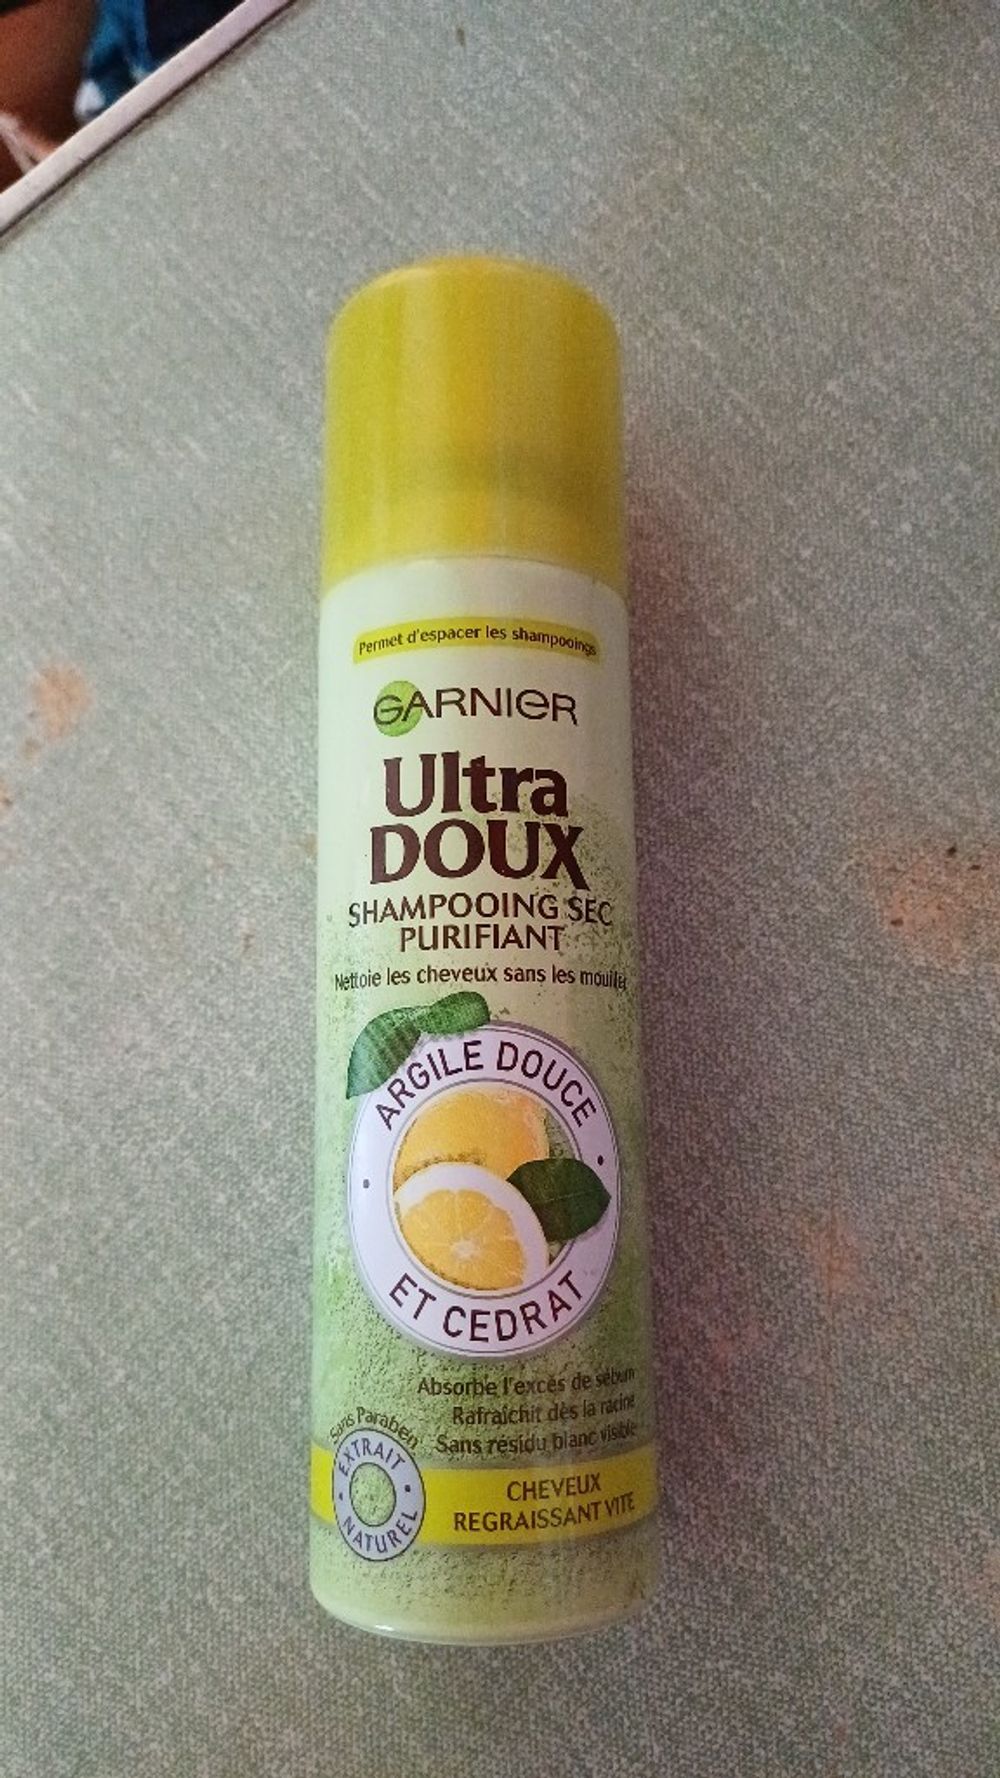 Permet d'espacer les shampooings
GARNIER
Ultra
DOUX
SHAMPOOING SEC
PURIFIANT
Nettoie les cheveux sans les mouiller
ARGILE DOUCE
ET CEDRAT
Absorbe l'excès de sébum
Rafraîchit dès la racine
Sans résidu blanc visible
Sans Paraben
EXTRAIT
NATUREL
CHEVEUX
REGRAISSANT VITE